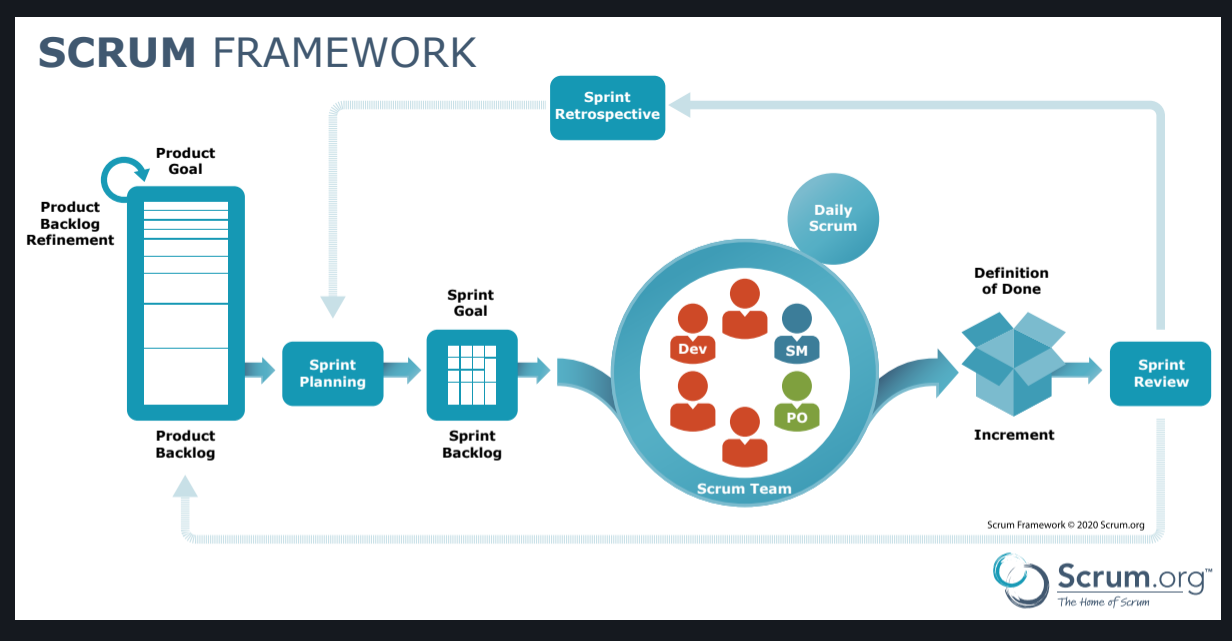 SCRUM FRAMEWORK
Sprint
Retrospective
Product
Goal
Product
Backlog
Refinement
Daily
Scrum
Sprint
Goal
Definition
of Done
Dev
SM
Sprint
Planning
Sprint
Review
PO
Product
Backlog
Sprint
Backlog
Increment
Scrum Team
Scrum Framework © 2020 Scrum.org
Scrum.org™
The Home of Scrum